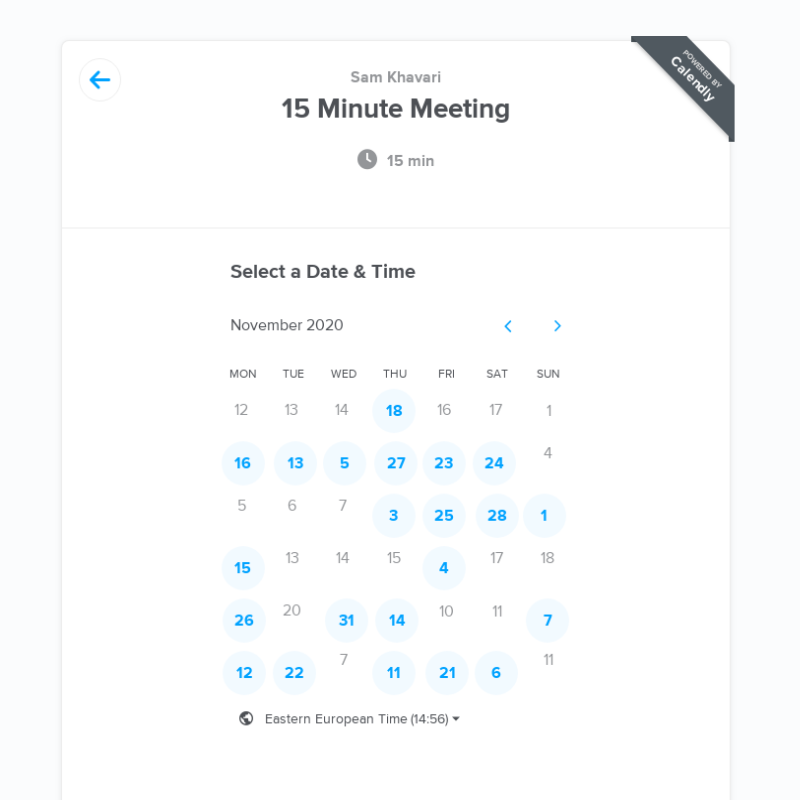 POWERED BY
Calendly
Sam Khavari
15 Minute Meeting
15 min
Select a Date & Time
November 2020
MON TUE WED THU FRI SAT SUN
12 13 14 18 16 17 1
16 13 5 27 23 24 4
5 6 7 3 25 28 1
15 13 14 15 4 17 18
26 20 31 14 10 11 7
12 22 7 11 21 6 11
Eastern European Time (14:56)